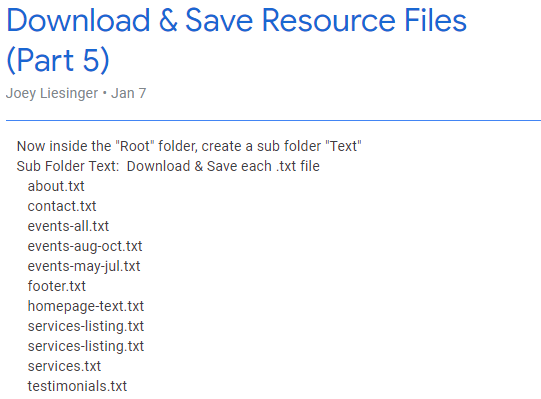 Download & Save Resource Files
(Part 5)
Joey Liesinger • Jan 7
Now inside the "Root" folder, create a sub folder "Text"
Sub Folder Text:  Download & Save each .txt file
about.txt
contact.txt
events-all.txt
events-aug-oct.txt
events-may-jul.txt
footer.txt
homepage-text.txt
services-listing.txt
services-listing.txt
services.txt
testimonials.txt